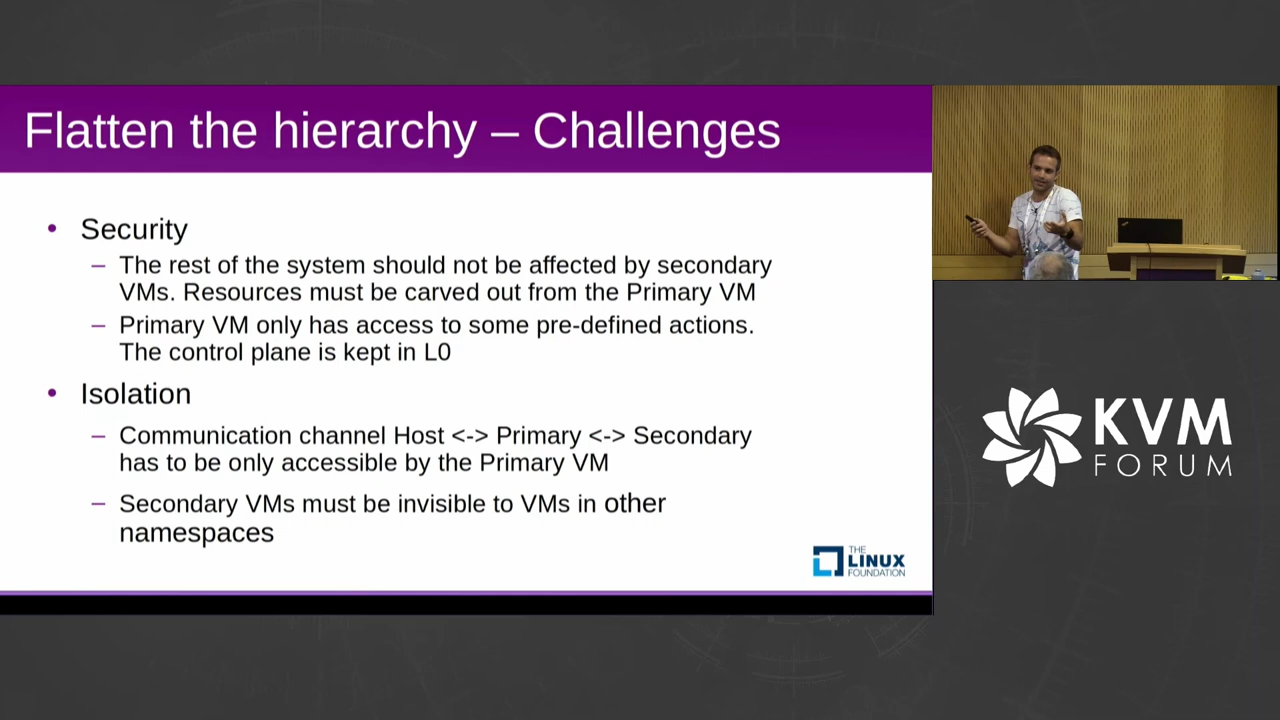 Flatten the hierarchy – Challenges
• Security
– The rest of the system should not be affected by secondary
VMs. Resources must be carved out from the Primary VM
– Primary VM only has access to some pre-defined actions.
The control plane is kept in L0
• Isolation
– Communication channel Host <-> Primary <-> Secondary
has to be only accessible by the Primary VM
– Secondary VMs must be invisible to VMs in other
namespaces
THE
LINUX
FOUNDATION
KVM
FORUM